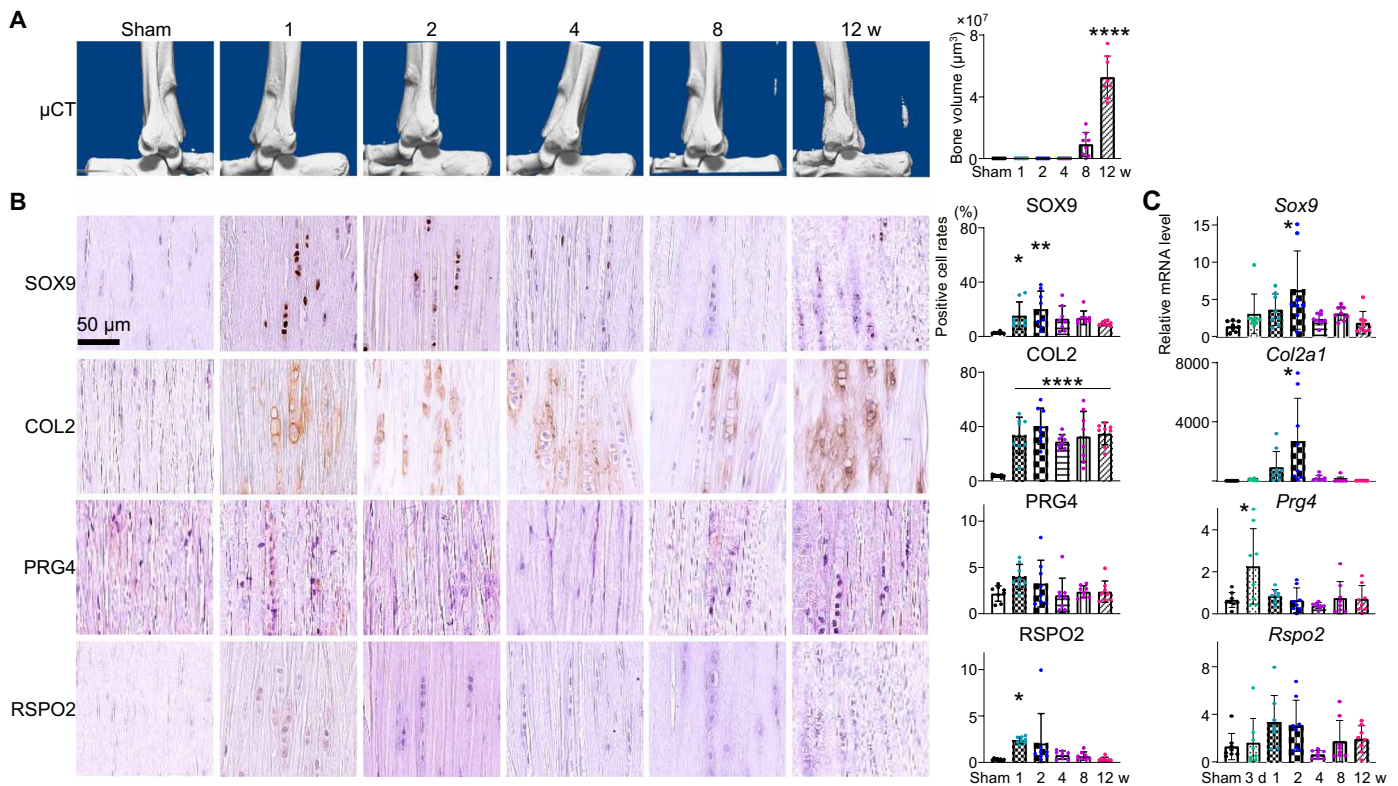 A
Sham 1 2 4 8 12 w
µCT
×10⁷
Bone volume (µm³)
8
4
0
****
Sham 1 2 4 8 12 w
B
SOX9
50 µm
COL2
PRG4
RSPO2
(%)
Positive cell rates
SOX9
80
40
0
*
**
COL2
80
40
0
****
PRG4
10
5
0
RSPO2
10
5
0
*
Sham 1 2 4 8 12 w
C
Relative mRNA level
Sox9
15
10
5
0
*
Col2a1
8000
4000
*
Prg4
4
2
0
*
Rspo2
8
4
0
Sham 3 d 1 2 4 8 12 w